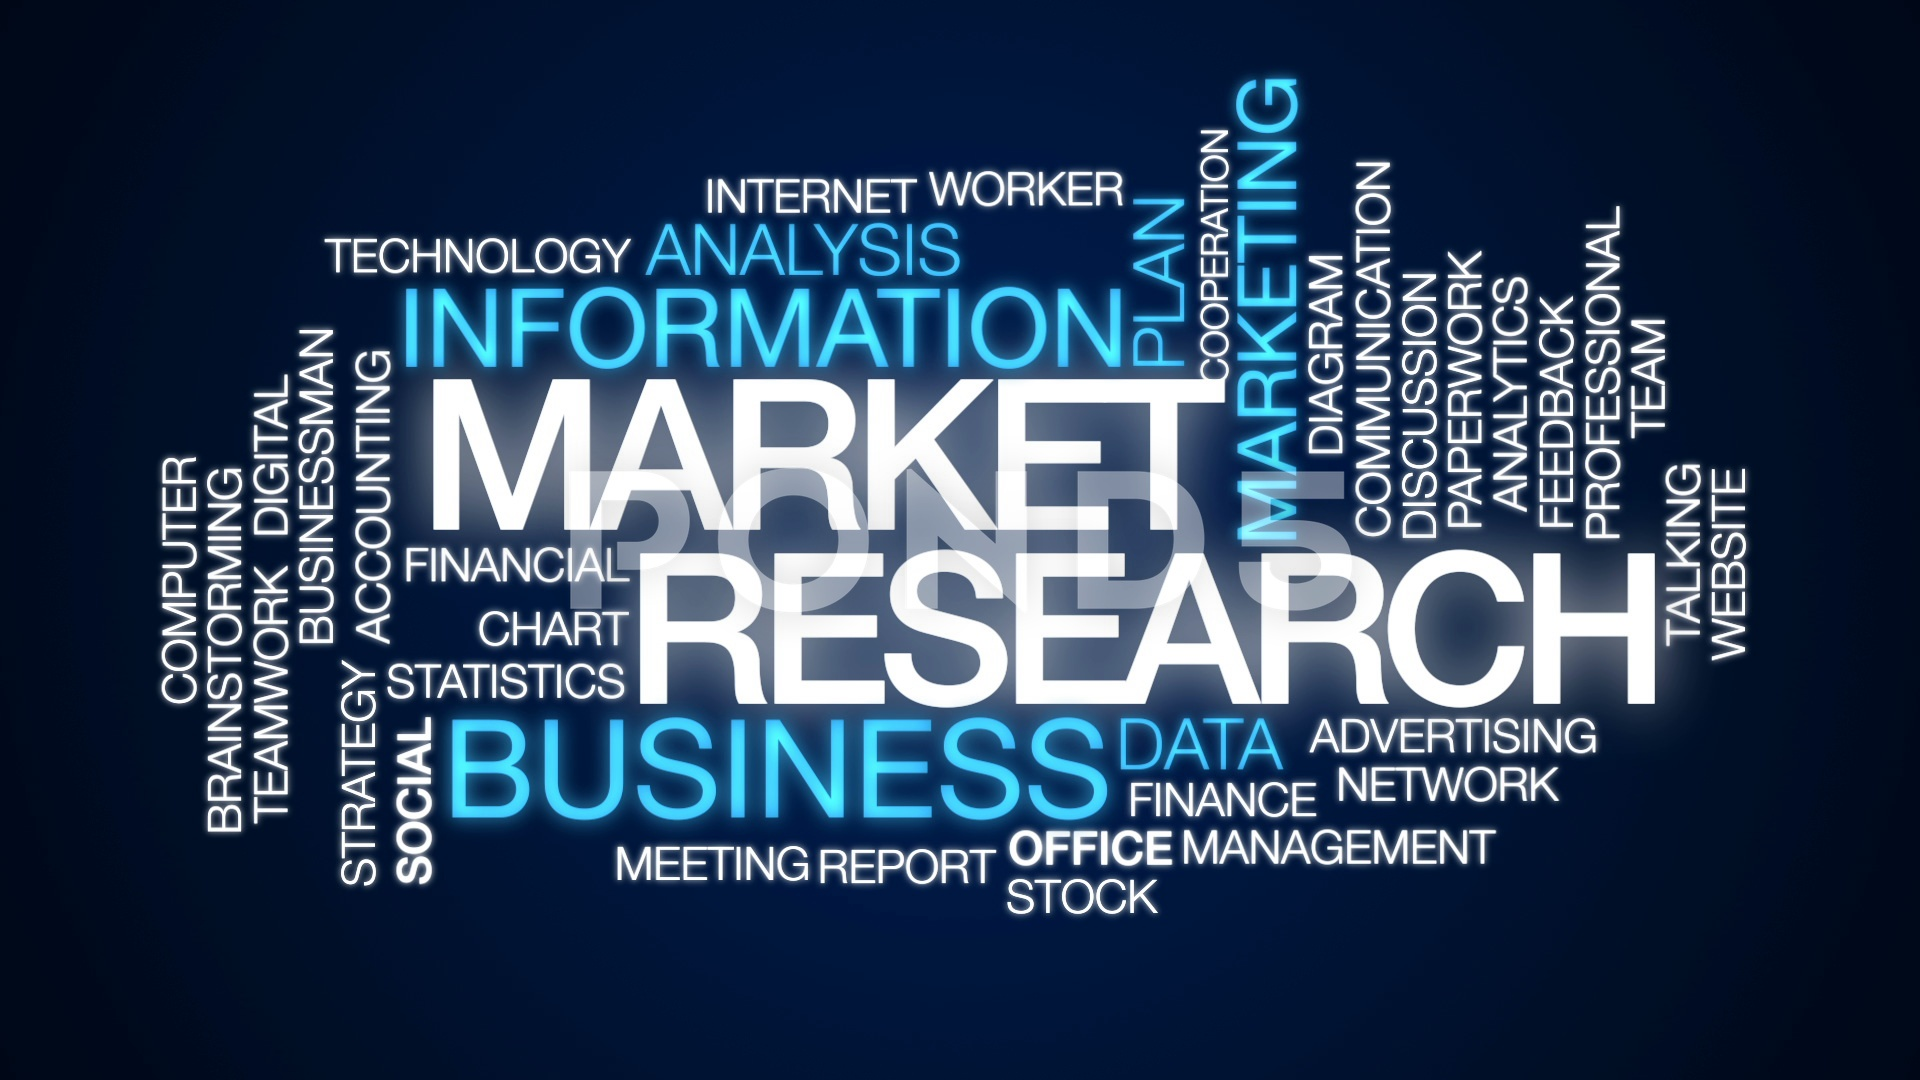 INTERNET WORKER
TECHNOLOGY ANALYSIS
INFORMATION
PLAN
COOPERATION
MARKETING
DIAGRAM
COMMUNICATION
DISCUSSION
PAPERWORK
ANALYTICS
FEEDBACK
PROFESSIONAL
TEAM
TALKING
WEBSITE
MARKET
RESEARCH
POND5
COMPUTER
BRAINSTORMING
TEAMWORK DIGITAL
BUSINESSMAN
ACCOUNTING
FINANCIAL
CHART
STATISTICS
STRATEGY
SOCIAL
BUSINESS
DATA
ADVERTISING
FINANCE
NETWORK
MEETING REPORT OFFICE MANAGEMENT
STOCK